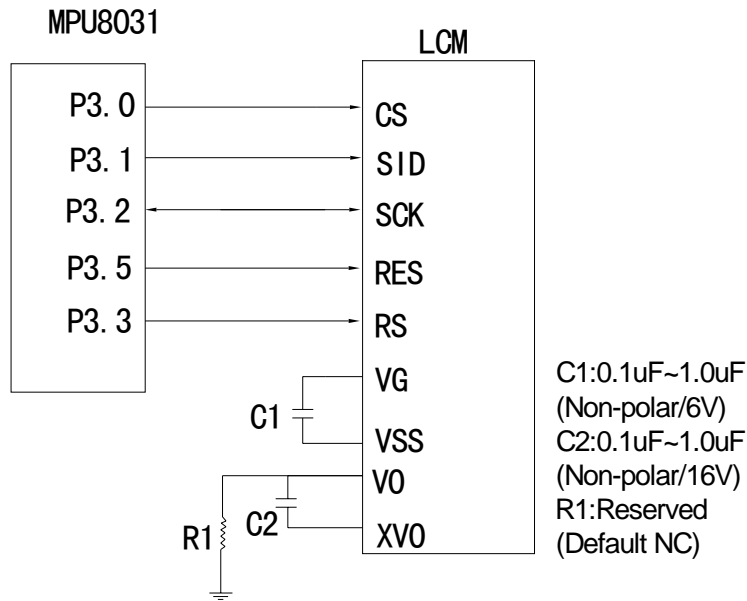 MPU8031
LCM
P3.0
CS
P3.1
SID
P3.2
SCK
P3.5
RES
P3.3
RS
VG
C1
VSS
V0
C2
R1
XV0
C1:0.1uF~1.0uF
(Non-polar/6V)
C2:0.1uF~1.0uF
(Non-polar/16V)
R1:Reserved
(Default NC)